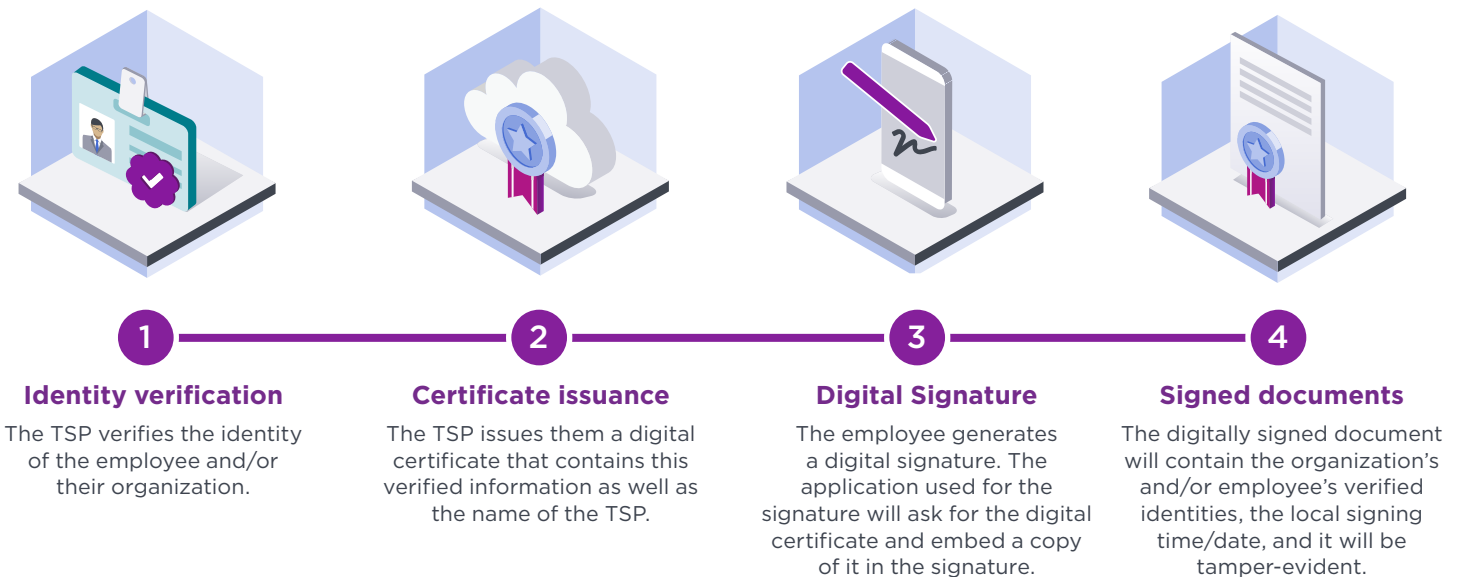 1
Identity verification
The TSP verifies the identity
of the employee and/or
their organization.
2
Certificate issuance
The TSP issues them a digital
certificate that contains this
verified information as well as
the name of the TSP.
3
Digital Signature
The employee generates
a digital signature. The
application used for the
signature will ask for the digital
certificate and embed a copy
of it in the signature.
4
Signed documents
The digitally signed document
will contain the organization’s
and/or employee’s verified
identities, the local signing
time/date, and it will be
tamper-evident.